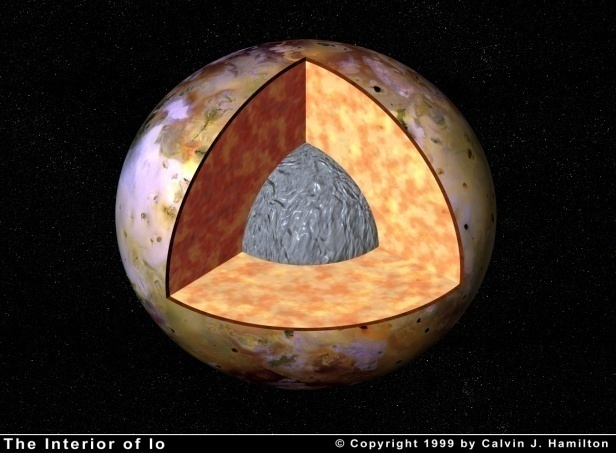 The Interior of Io
© Copyright 1999 by Calvin J. Hamilton